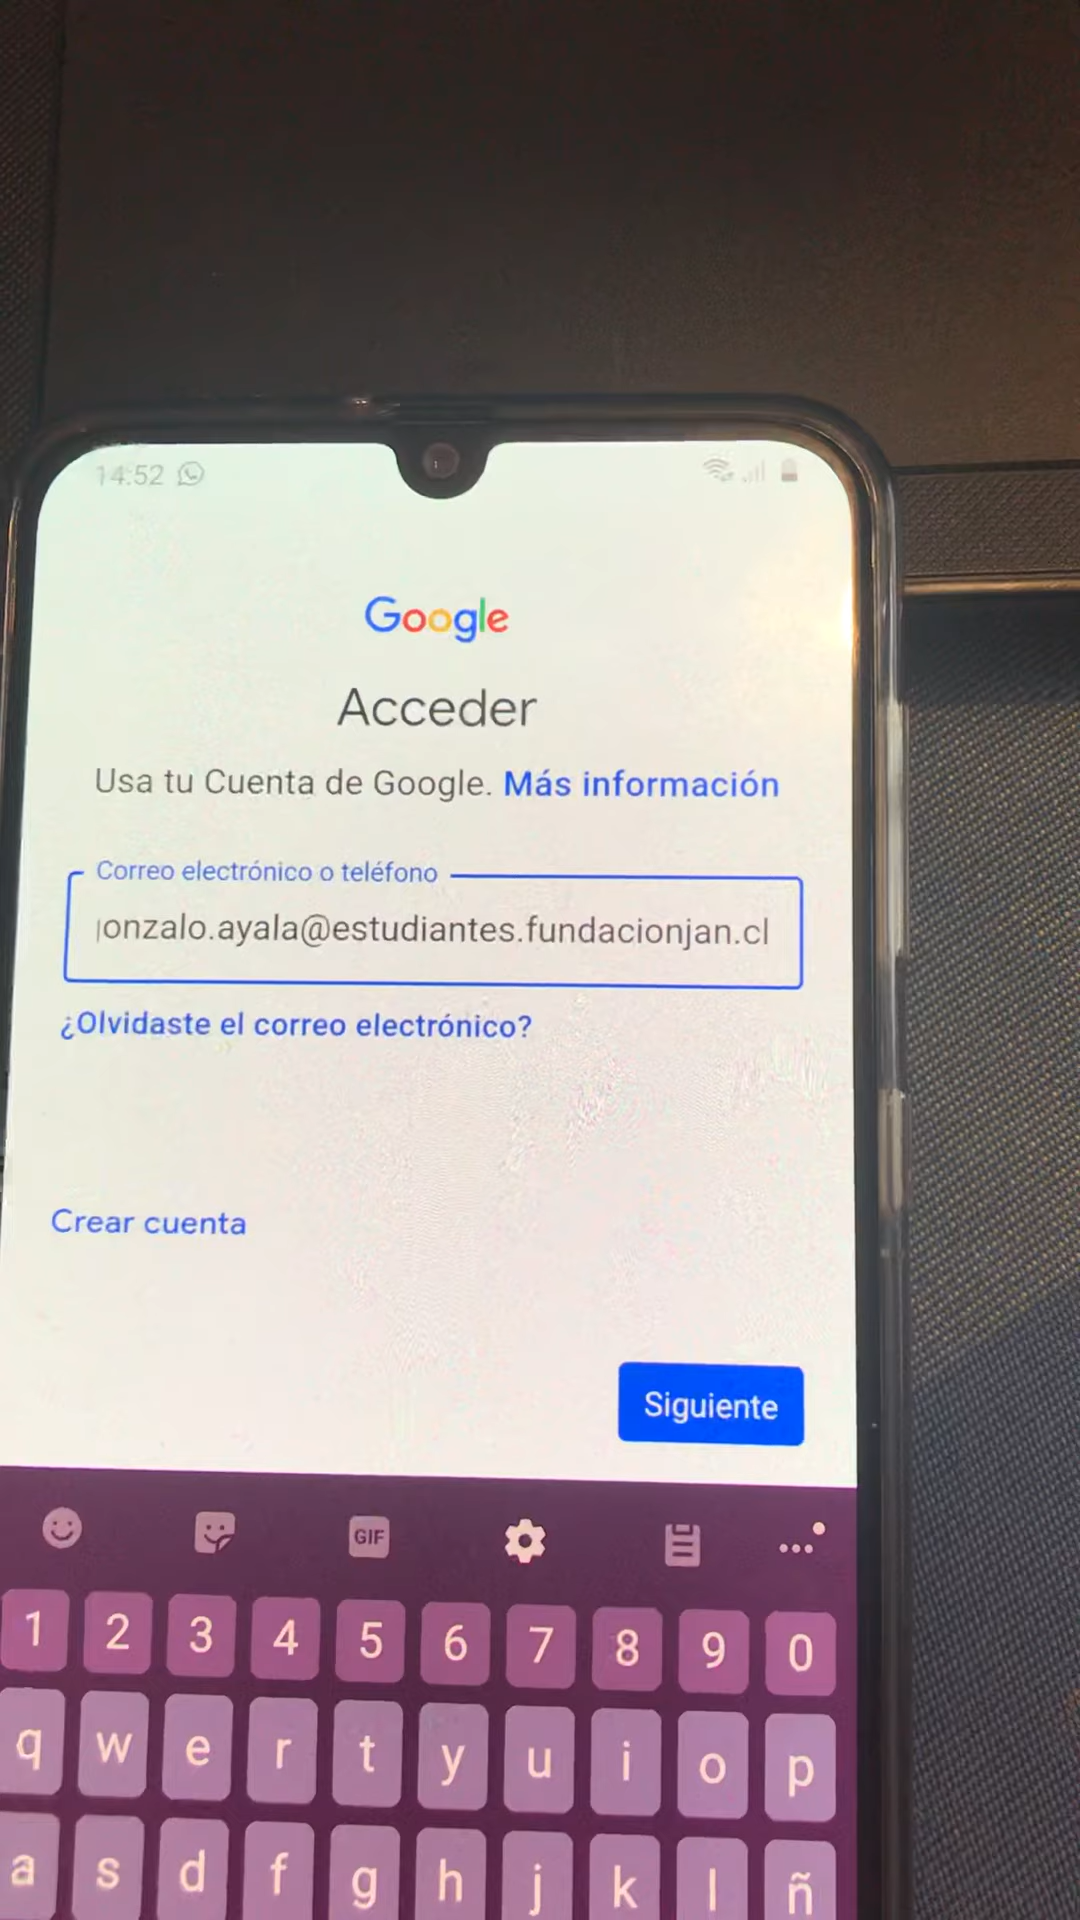 14:52
Google
Acceder
Usa tu Cuenta de Google. Más información
Correo electrónico o teléfono
onzalo.ayala@estudiantes.fundacionjan.cl
¿Olvidaste el correo electrónico?
Crear cuenta
Siguiente
GIF
1 2 3 4 5 6 7 8 9 0
q w e r t y u i o p
a s d f g h j k l ñ